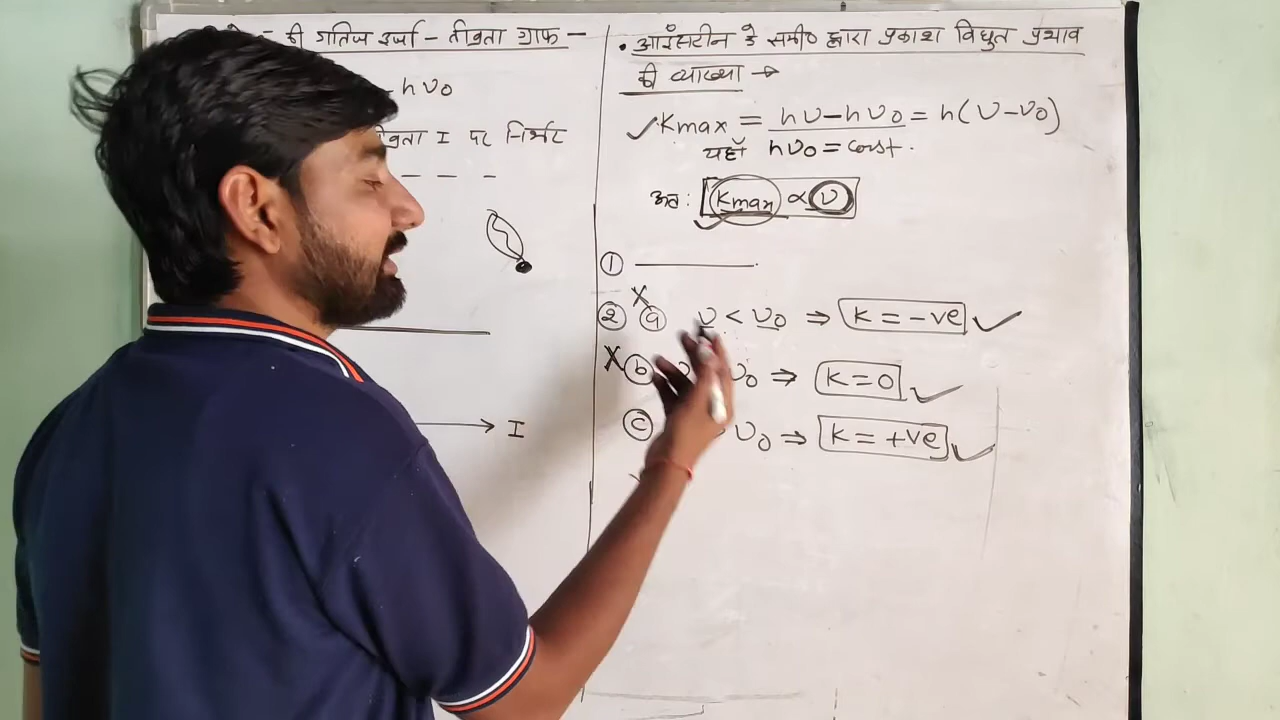 की गतिज ऊर्जा – तीव्रता ग्राफ –
- hν0
I पर निर्भर
I
• आइंसटीन के समी० द्वारा प्रकाश विधुत प्रभाव
की व्याख्या →
✓ Kmax = hν–hν0 = h(ν–ν0)
यहाँ hν0 = const.
अतः Kmax ∝ ν
①
② ⓐ ν < ν0 ⇒ K = –ve ✓
ⓑ ν0 ⇒ K = 0 ✓
ⓒ ν0 ⇒ K = +ve ✓